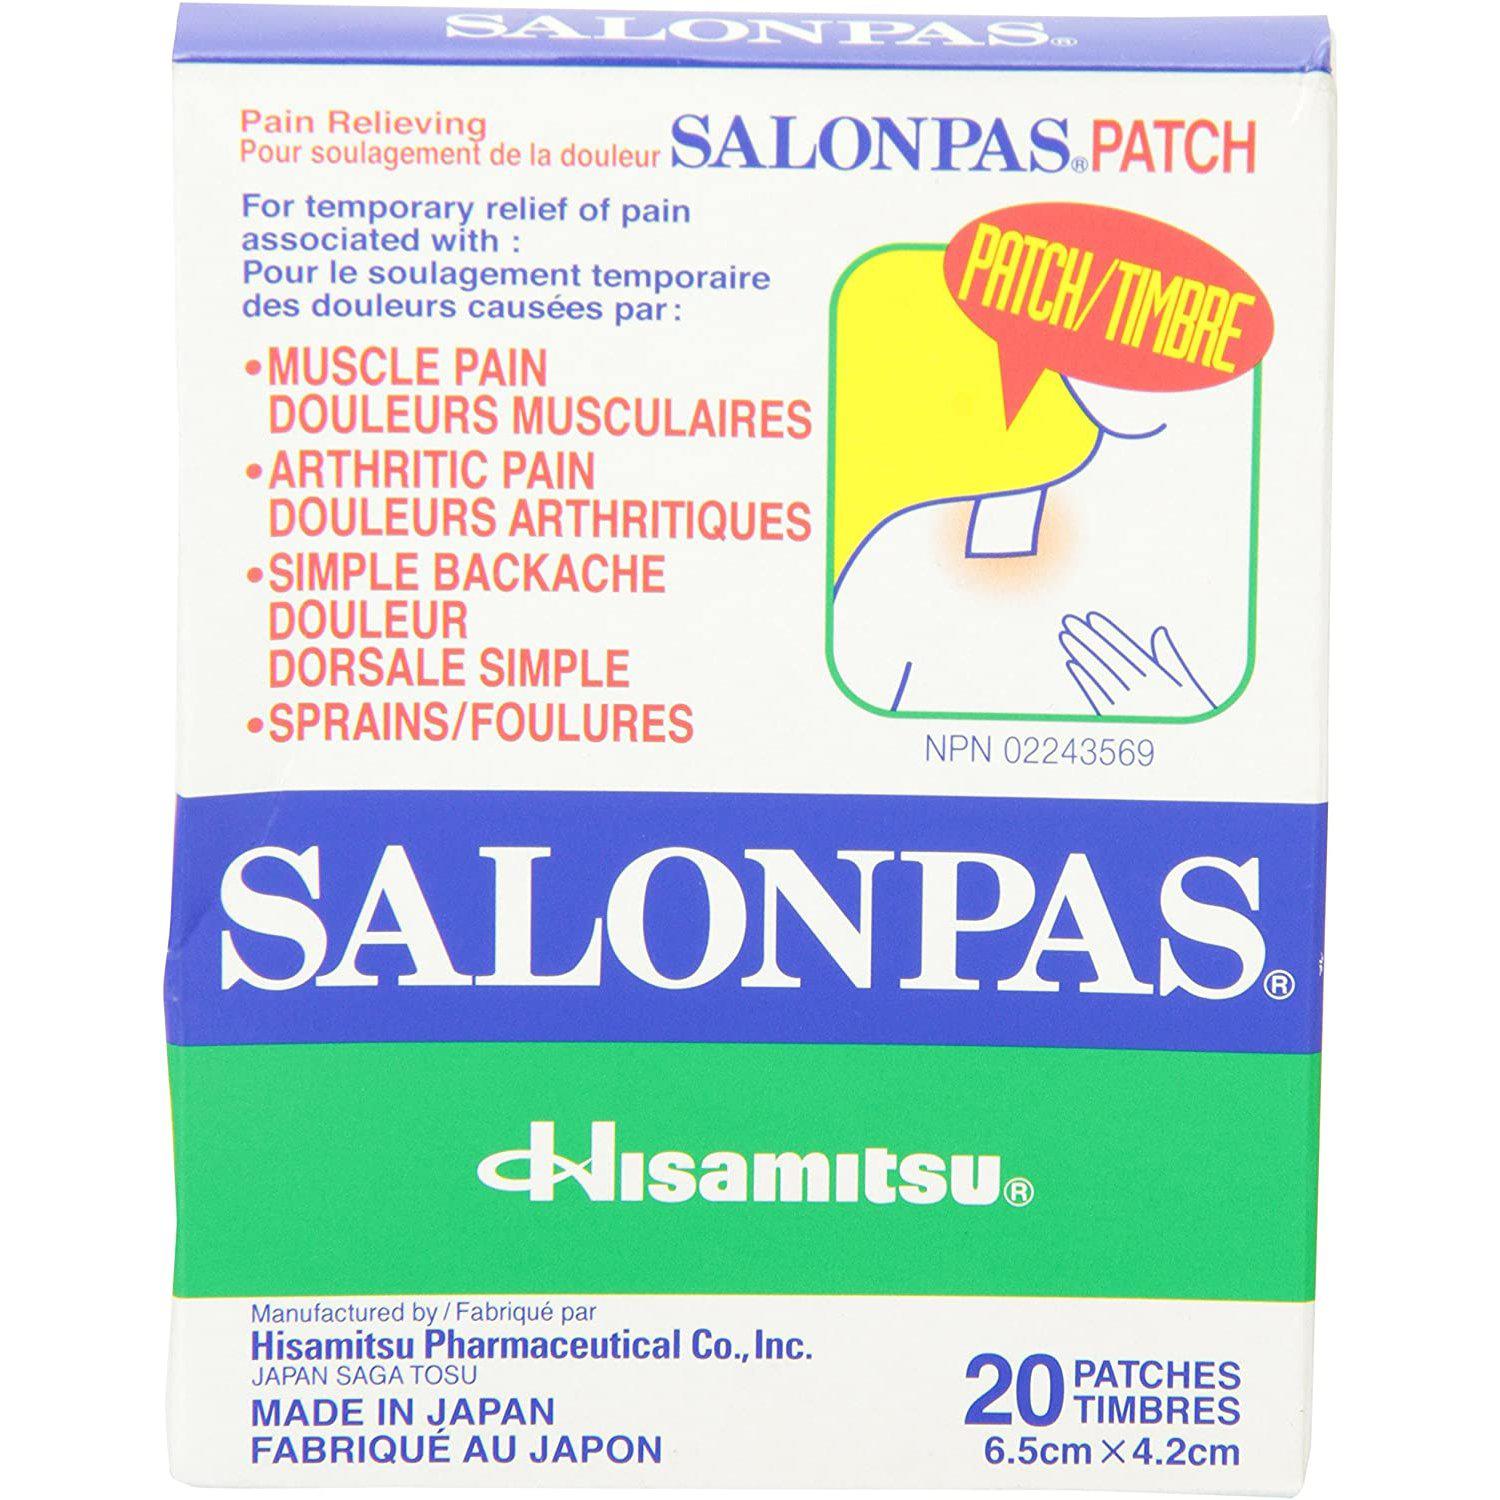 SALONPAS®
Pain Relieving
Pour soulagement de la douleur SALONPAS® PATCH
For temporary relief of pain
associated with :
Pour le soulagement temporaire
des douleurs causées par :
PATCH/TIMBRE
•MUSCLE PAIN
DOULEURS MUSCULAIRES
•ARTHRITIC PAIN
DOULEURS ARTHRITIQUES
•SIMPLE BACKACHE
DOULEUR
DORSALE SIMPLE
•SPRAINS/FOULURES
NPN 02243569
SALONPAS®
Hisamitsu®
Manufactured by / Fabriqué par
Hisamitsu Pharmaceutical Co., Inc.
JAPAN SAGA TOSU
MADE IN JAPAN
FABRIQUÉ AU JAPON
20 PATCHES
TIMBRES
6.5cm×4.2cm